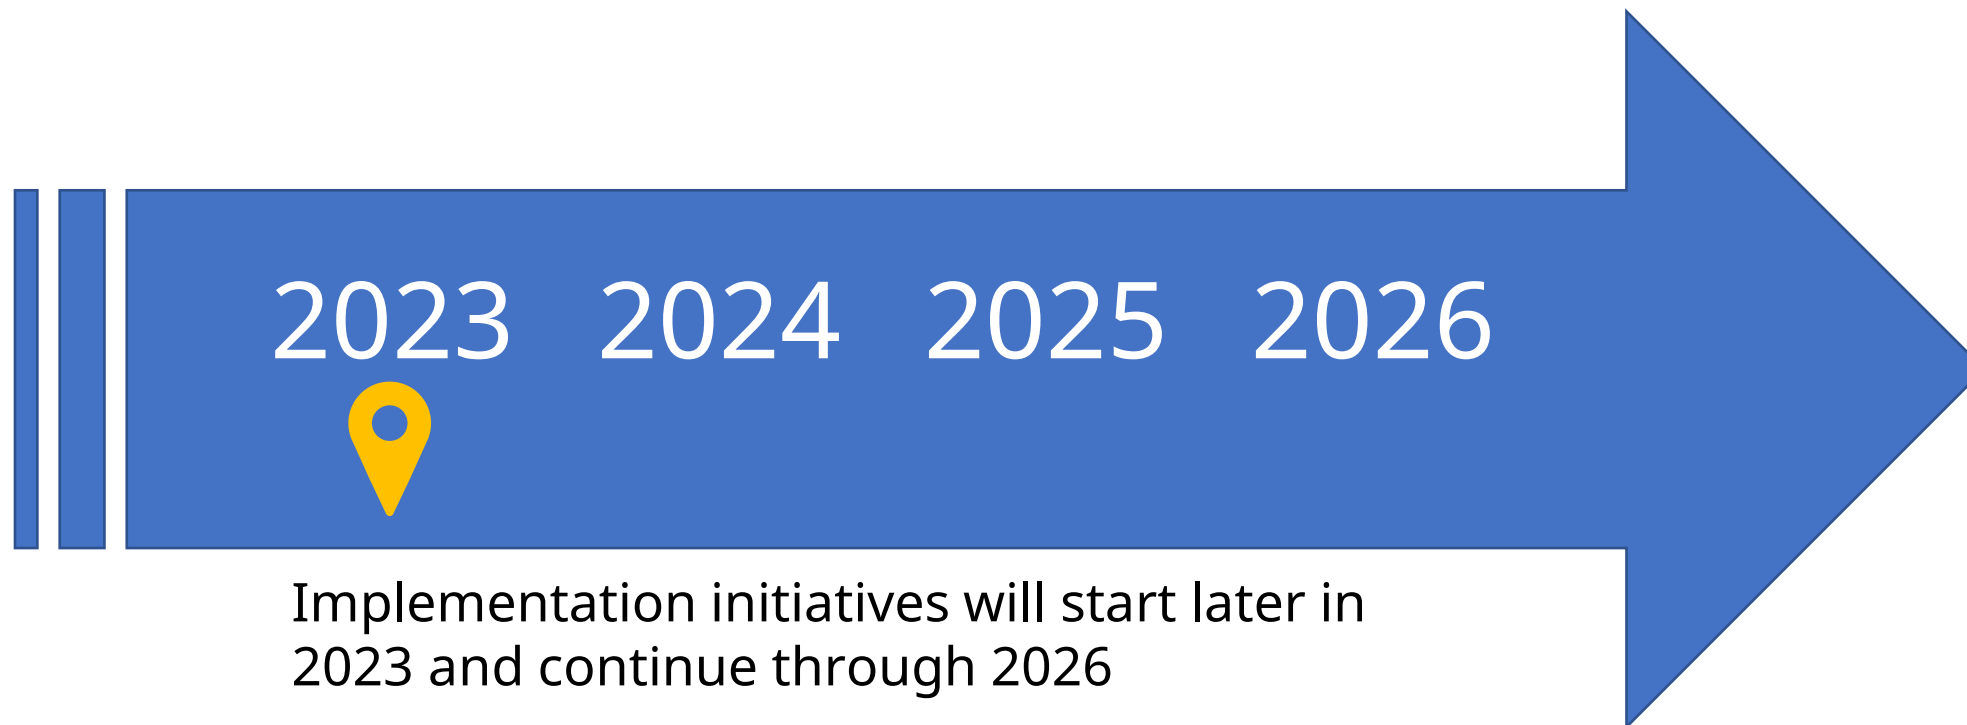 2023 2024 2025 2026
Implementation initiatives will start later in
2023 and continue through 2026